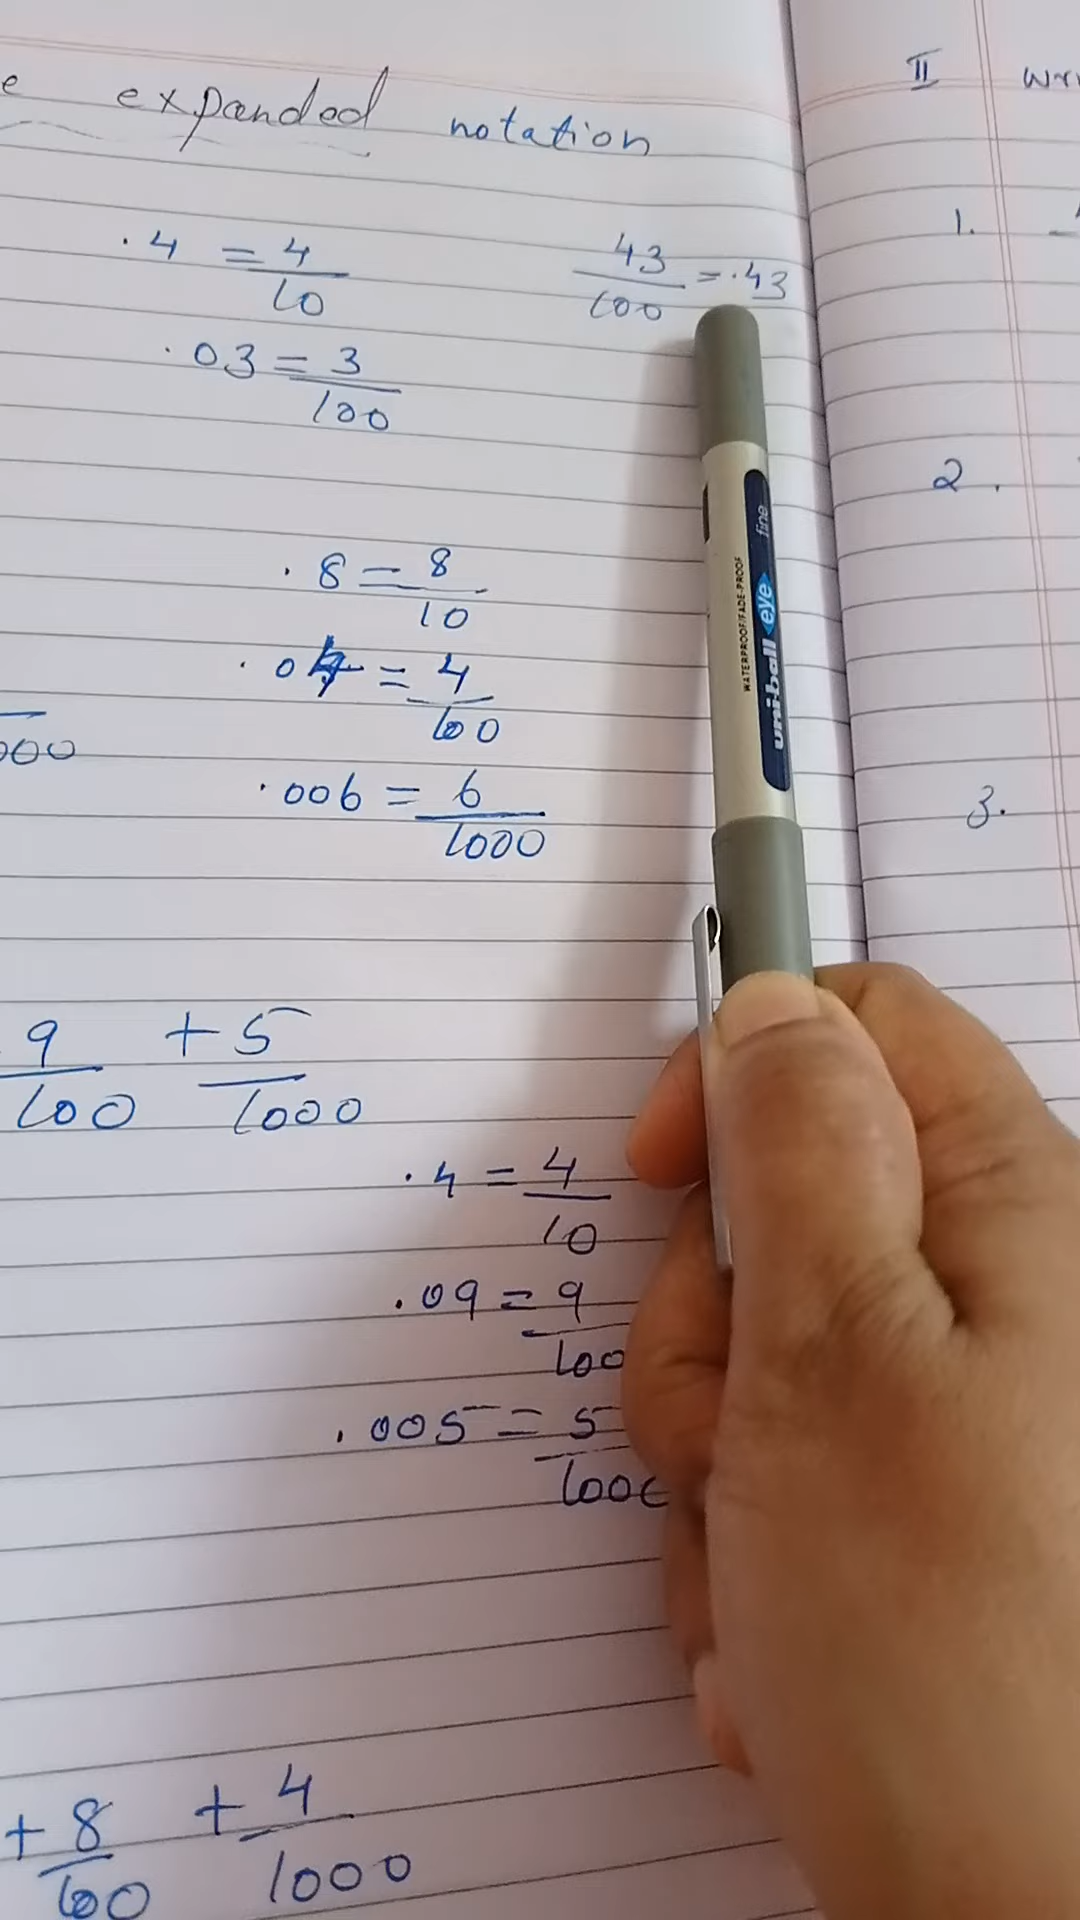 e expanded notation
.4 = 4/10
43/100 = .43
.03 = 3/100
.8 = 8/10
.04 = 4/100
000
.006 = 6/1000
9/100 + 5/1000
.4 = 4/10
.09 = 9/100
.005 = 5/1000
+ 8/100 + 4/1000
II wri
1.
2.
3.
WATERPROOF/FADE-PROOF
uni-ball eye fine